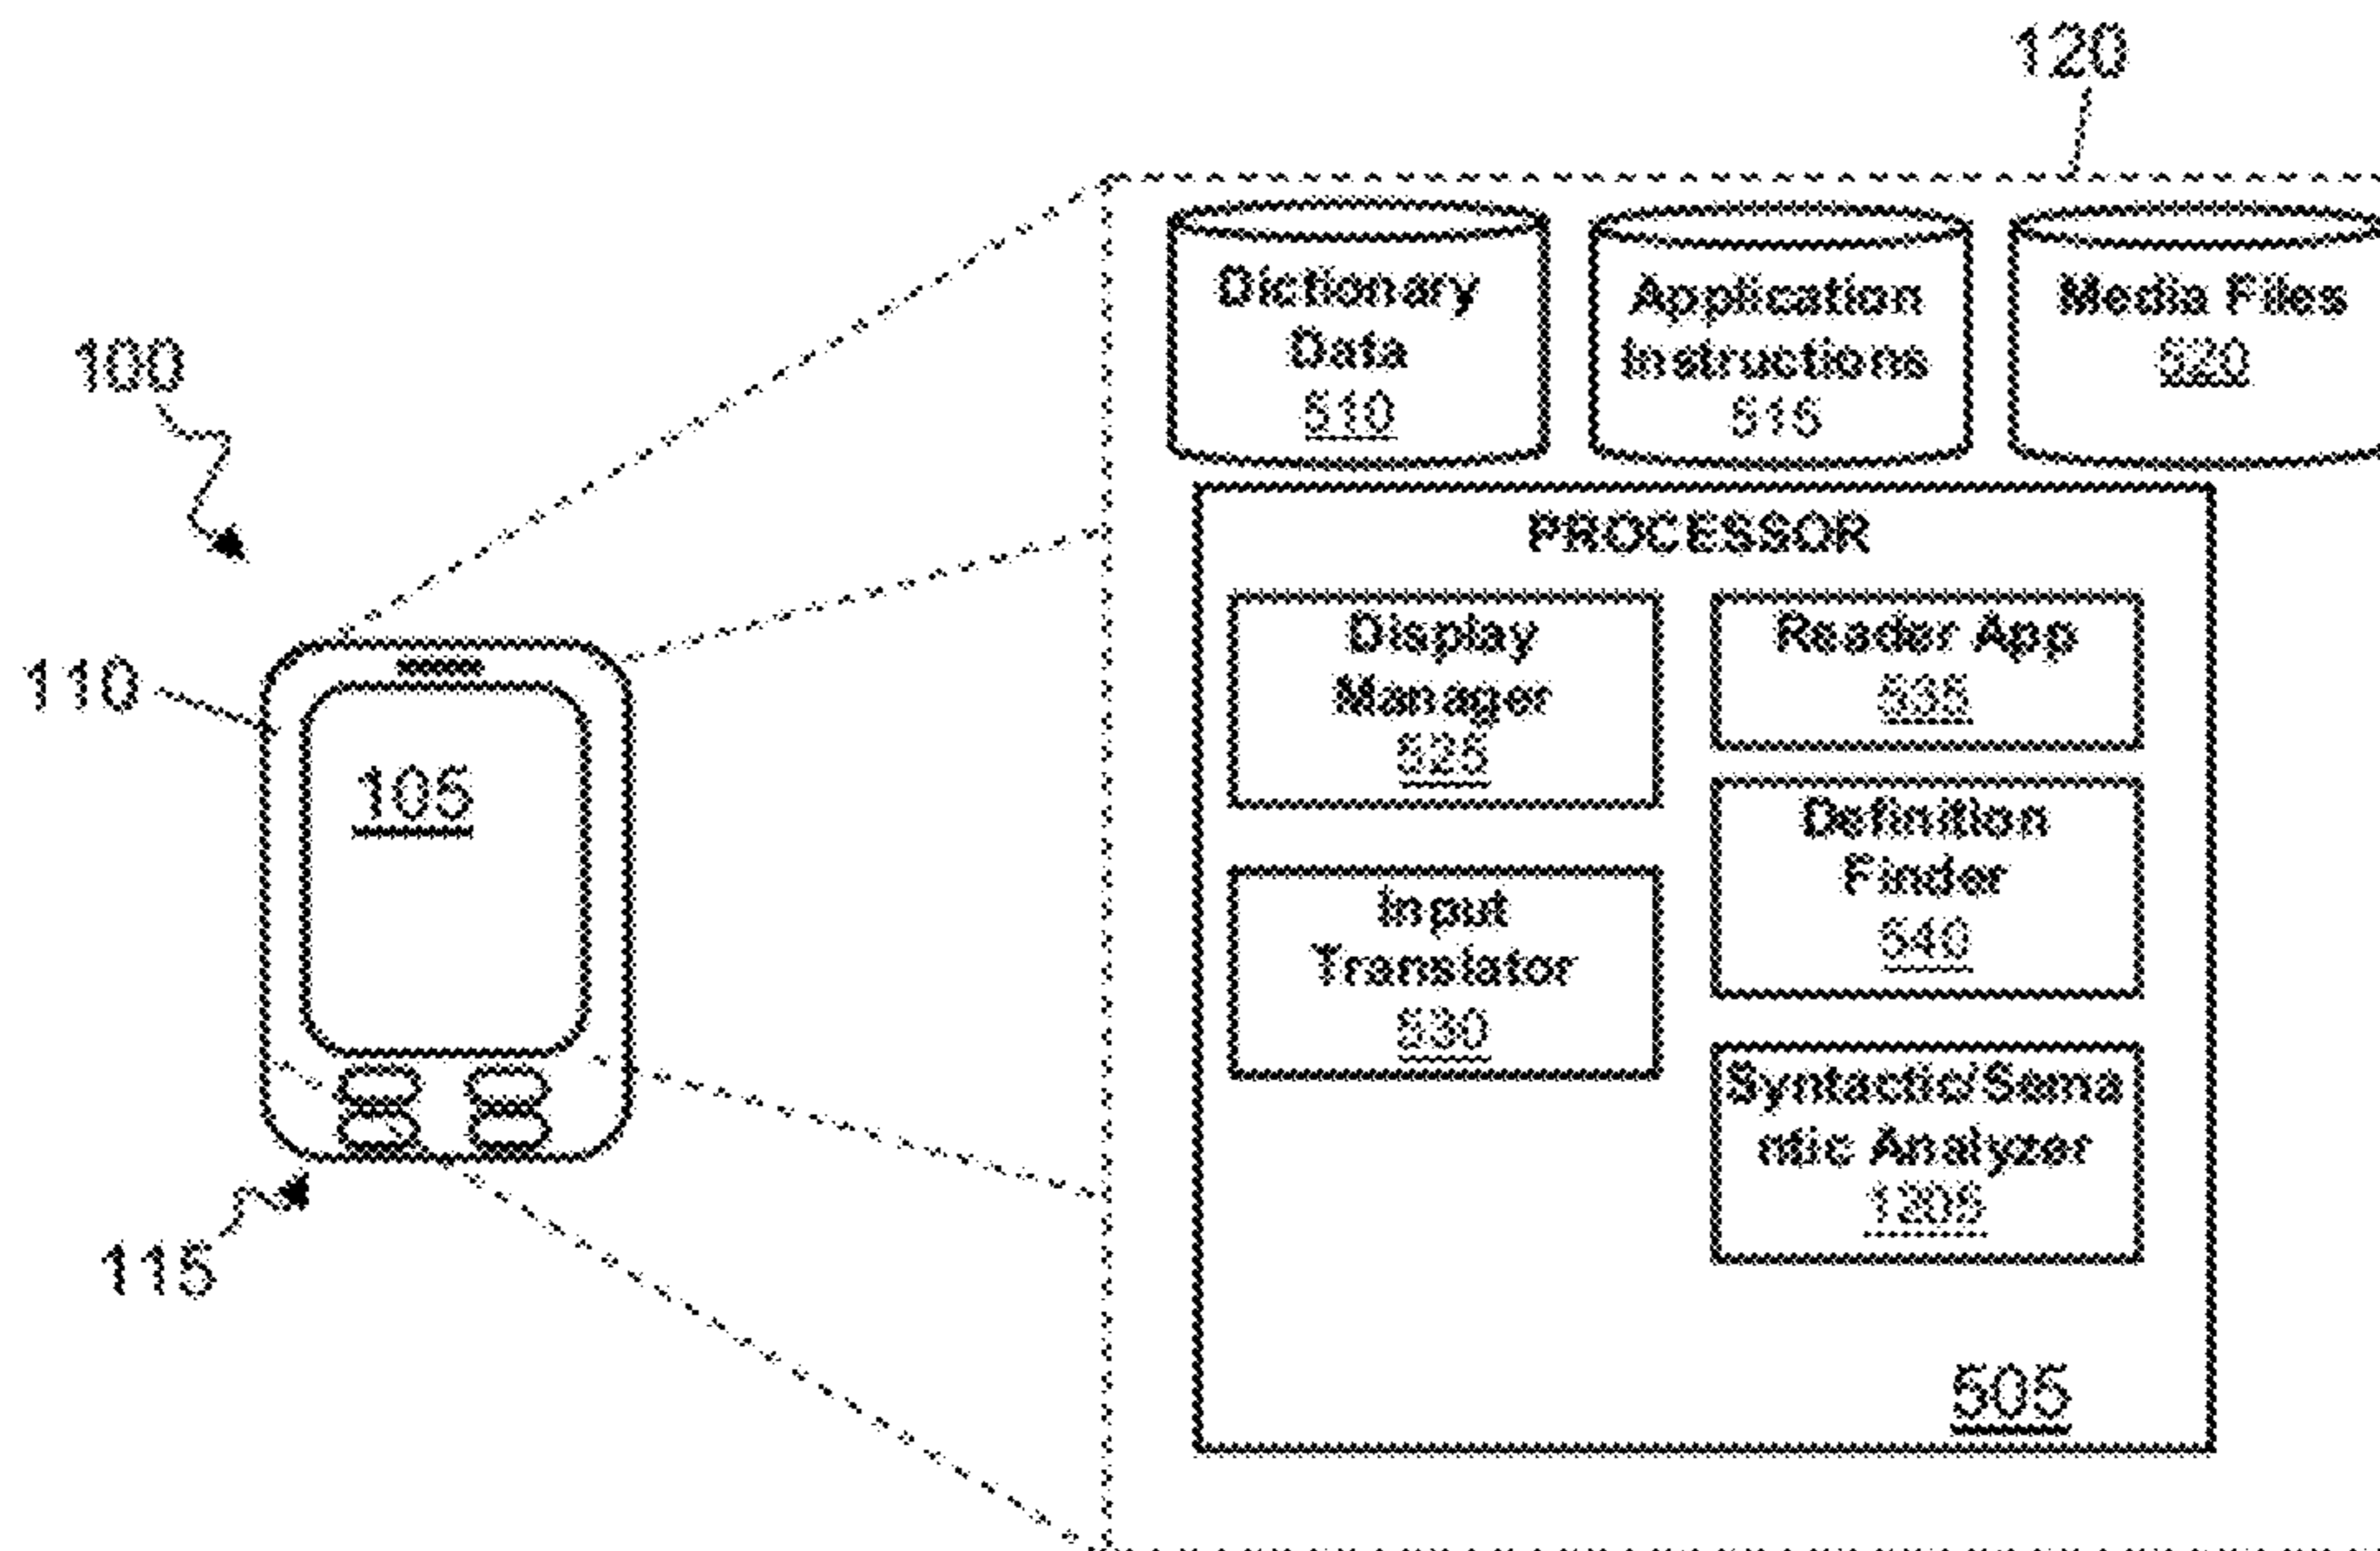 120
Dictionary
Data
510
Application
Instructions
515
Media Files
520
100
PROCESSOR
Display
Manager
525
Reader App
535
110
105
Definition
Finder
540
Input
Translator
530
Syntactic/Sema
ntic Analyzer
1205
115
505